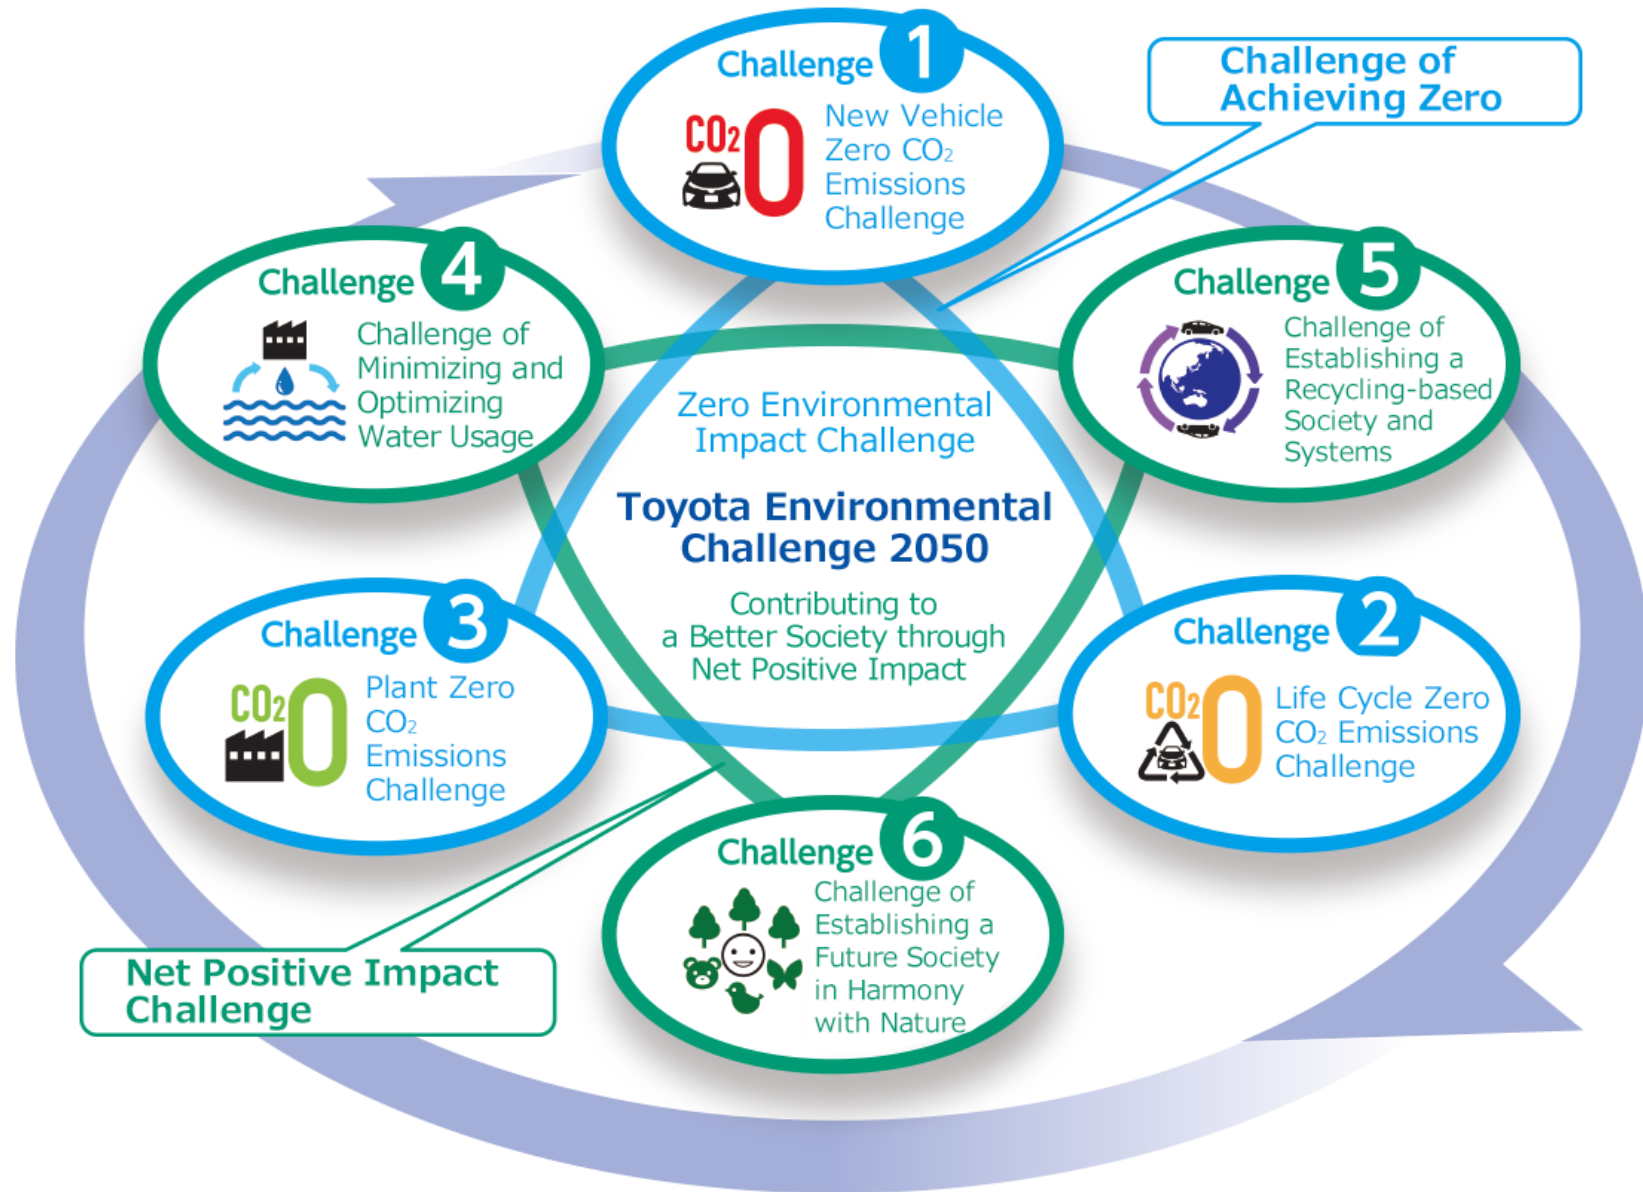 Challenge 1
CO₂ 0
New Vehicle
Zero CO₂
Emissions
Challenge
Challenge of
Achieving Zero
Challenge 4
Challenge of
Minimizing and
Optimizing
Water Usage
Challenge 5
Challenge of
Establishing a
Recycling-based
Society and
Systems
Zero Environmental
Impact Challenge
Toyota Environmental
Challenge 2050
Contributing to
a Better Society through
Net Positive Impact
Challenge 3
CO₂ 0
Plant Zero
CO₂
Emissions
Challenge
Challenge 2
CO₂ 0
Life Cycle Zero
CO₂ Emissions
Challenge
Challenge 6
Challenge of
Establishing a
Future Society
in Harmony
with Nature
Net Positive Impact
Challenge